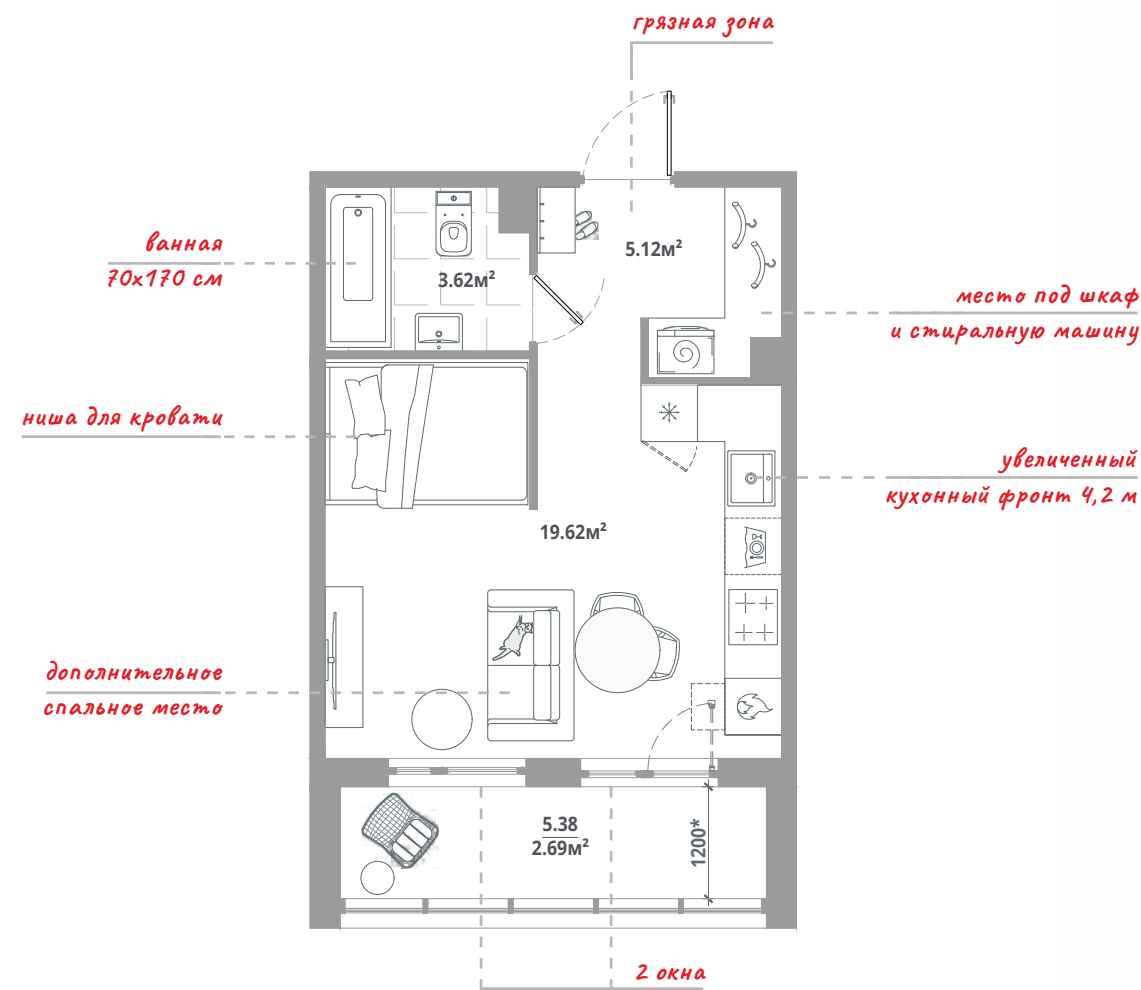 грязная зона
5.12м²
ванная
70х170 см
3.62м²
место под шкаф
и стиральную машину
ниша для кровати
увеличенный
кухонный фронт 4,2 м
19.62м²
дополнительное
спальное место
5.38
2.69м²
1200*
2 окна